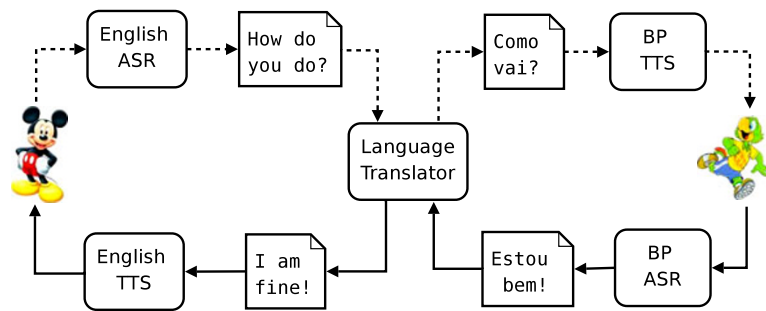 English
ASR
How do
you do?
Como
vai?
BP
TTS
Language
Translator
English
TTS
I am
fine!
Estou
bem!
BP
ASR